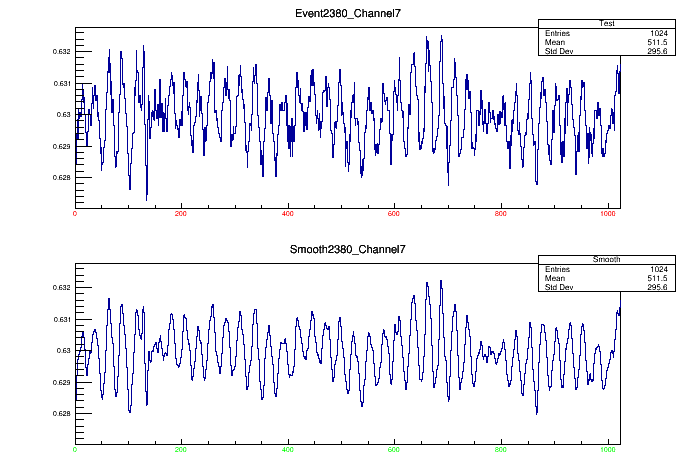 Event2380_Channel7
Test
Entries 1024
Mean 511.5
Std Dev 295.6
0.632
0.631
0.63
0.629
0.628
0 200 400 600 800 1000
Smooth2380_Channel7
Smooth
Entries 1024
Mean 511.5
Std Dev 295.6
0.632
0.631
0.63
0.629
0.628
0 200 400 600 800 1000